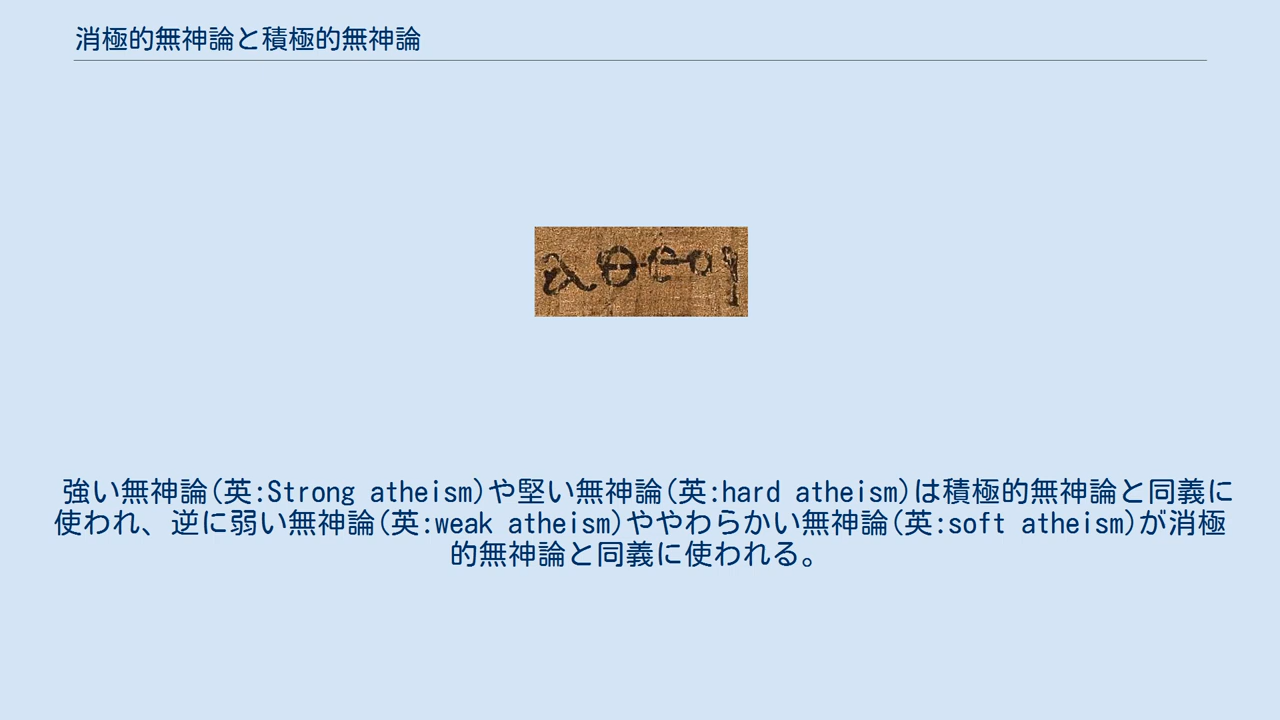 消極的無神論と積極的無神論
αθεοι
強い無神論(英:Strong atheism)や堅い無神論(英:hard atheism)は積極的無神論と同義に
使われ、逆に弱い無神論(英:weak atheism)ややわらかい無神論(英:soft atheism)が消極
的無神論と同義に使われる。